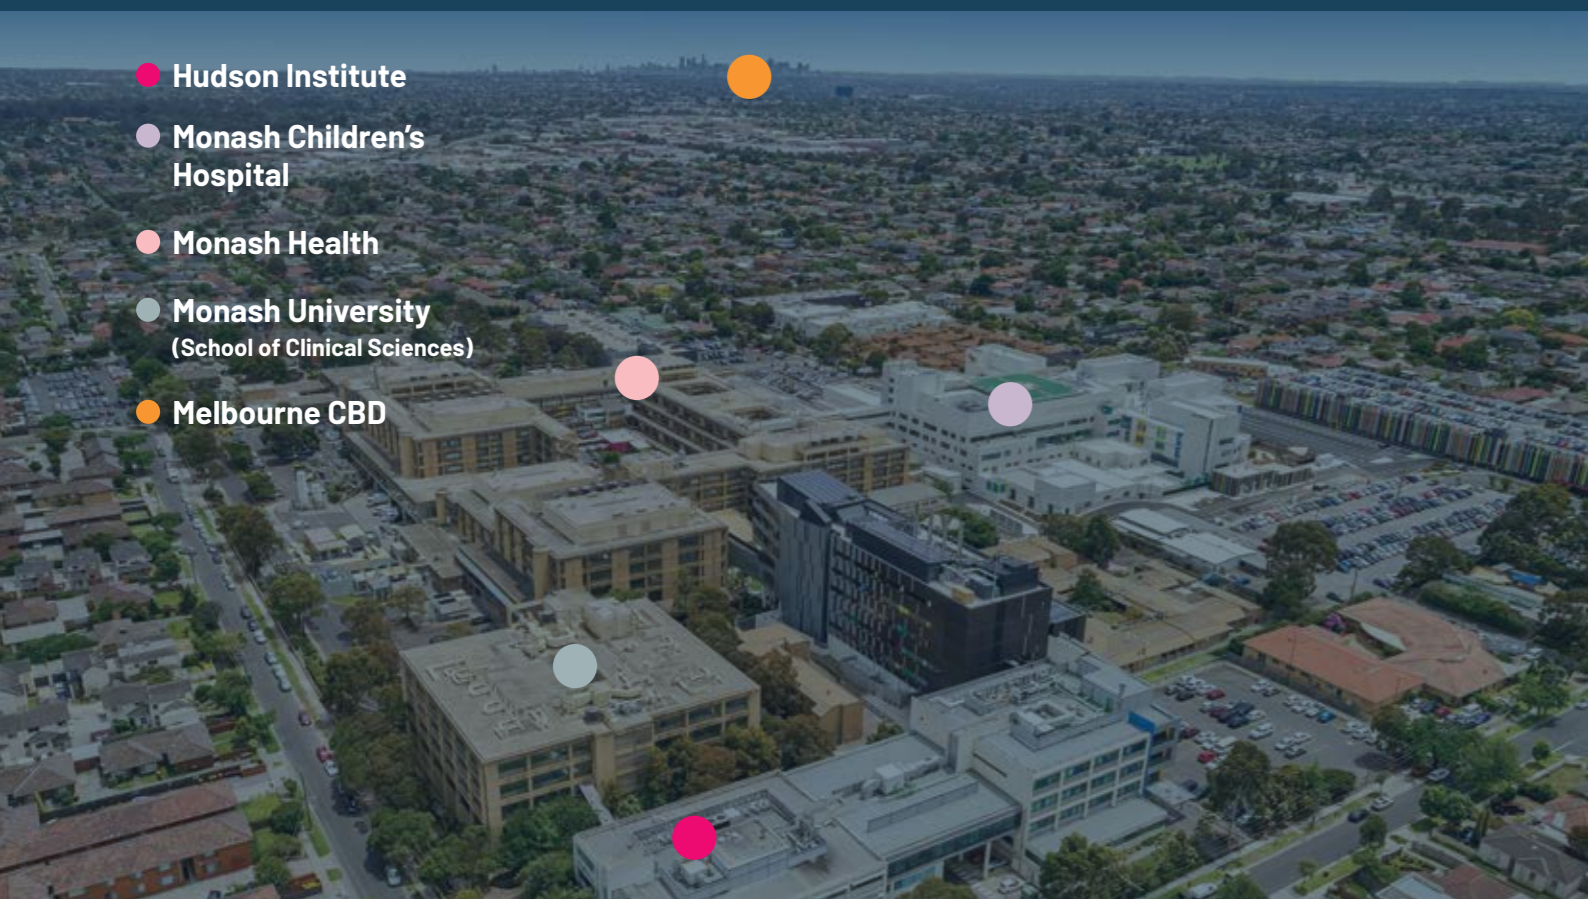 Hudson Institute
Monash Children’s
Hospital
Monash Health
Monash University
(School of Clinical Sciences)
Melbourne CBD